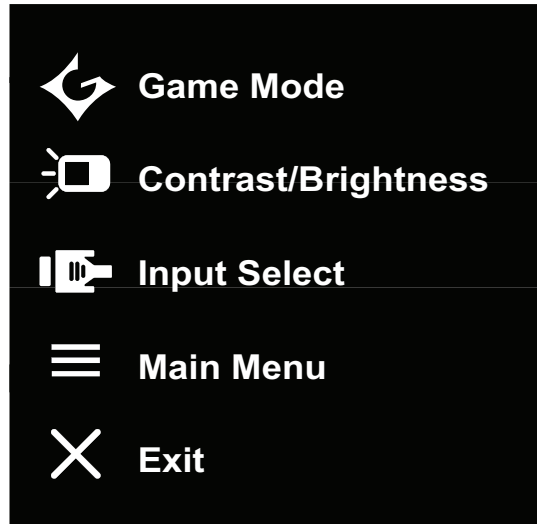 Game Mode
Contrast/Brightness
Input Select
Main Menu
Exit